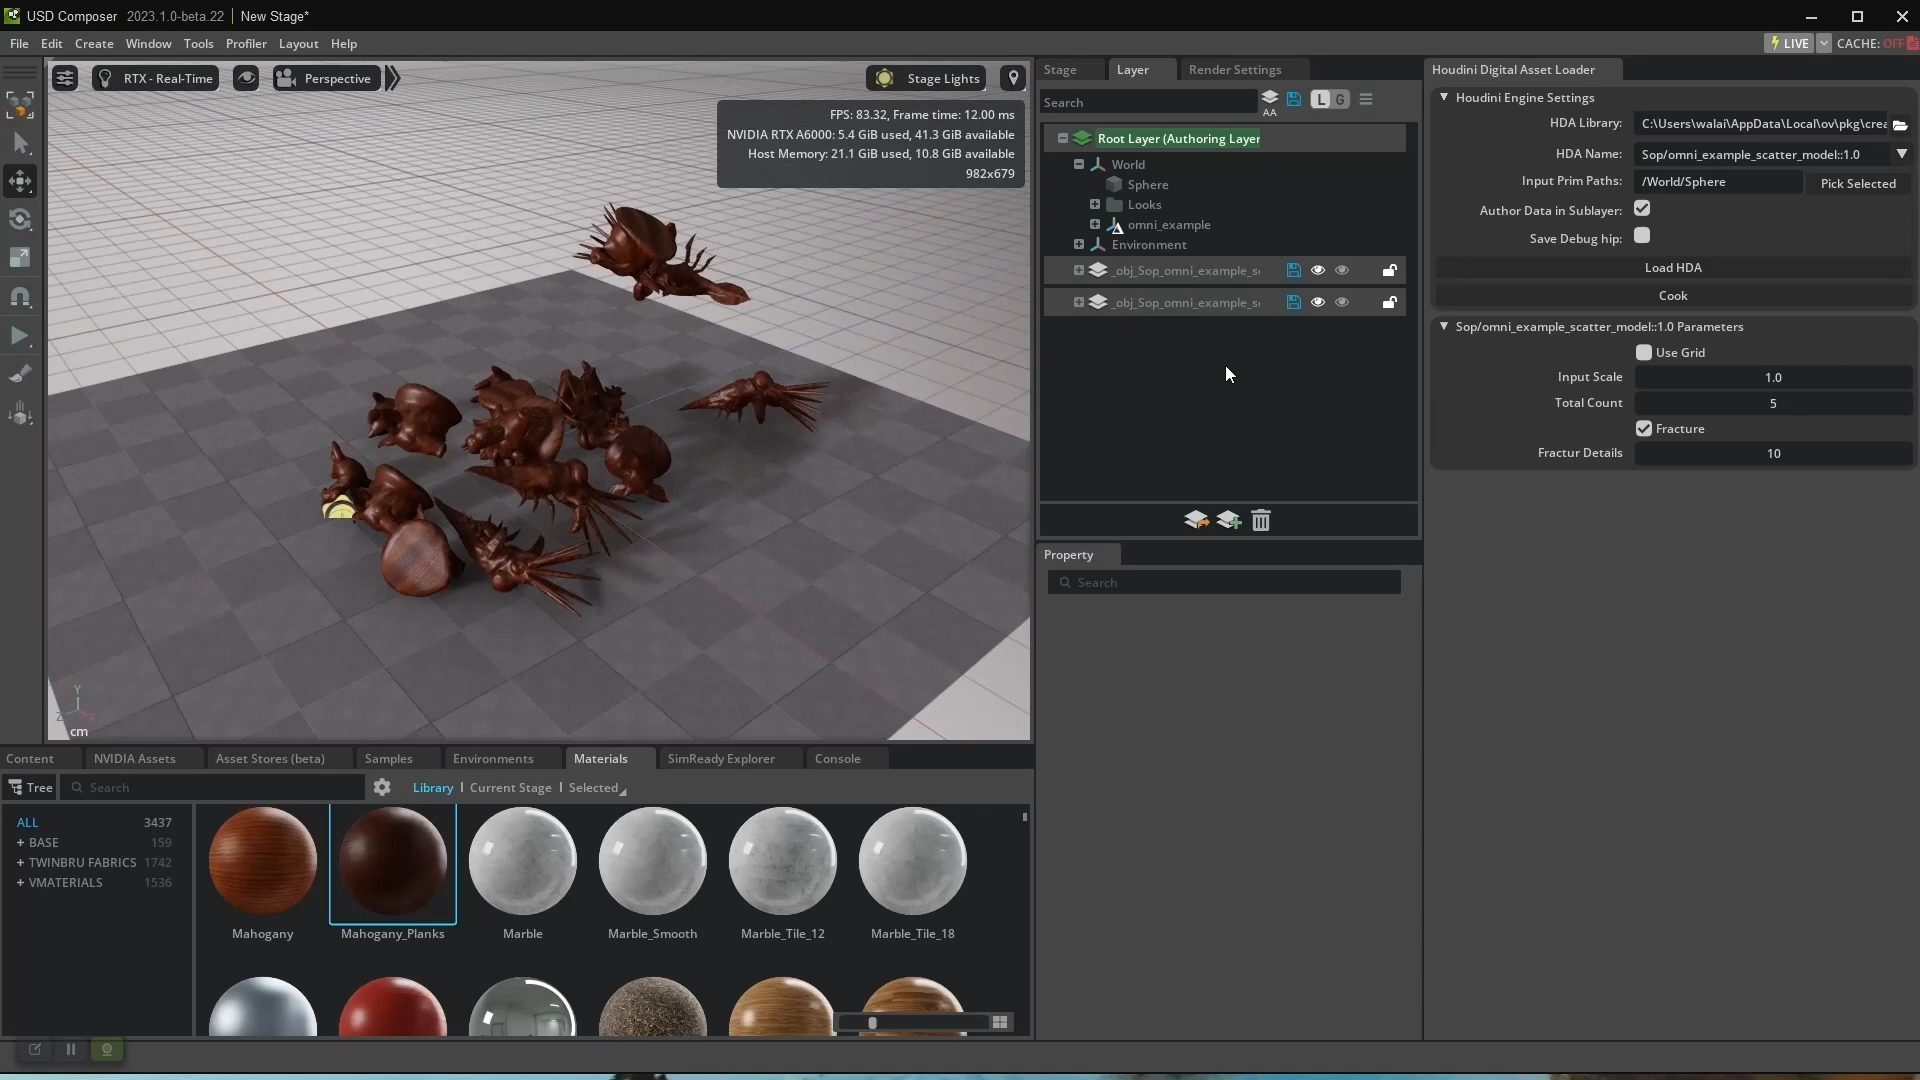 USD Composer 2023.1.0-beta.22 | New Stage*
File Edit Create Window Tools Profiler Layout Help
LIVE CACHE: OFF
RTX - Real-Time Perspective Stage Lights
FPS: 83.32, Frame time: 12.00 ms
NVIDIA RTX A6000: 5.4 GiB used, 41.3 GiB available
Host Memory: 21.1 GiB used, 10.8 GiB available
982x679
Y
Z X
cm
Stage Layer Render Settings
Search
AA
L G
Root Layer (Authoring Layer
World
Sphere
Looks
omni_example
Environment
_obj_Sop_omni_example_s
_obj_Sop_omni_example_s
Property
Search
Houdini Digital Asset Loader
Houdini Engine Settings
HDA Library: C:\Users\walai\AppData\Local\ov\pkg\crea
HDA Name: Sop/omni_example_scatter_model::1.0
Input Prim Paths: /World/Sphere Pick Selected
Author Data in Sublayer:
Save Debug hip:
Load HDA
Cook
Sop/omni_example_scatter_model::1.0 Parameters
Use Grid
Input Scale 1.0
Total Count 5
Fracture
Fractur Details 10
Content NVIDIA Assets Asset Stores (beta) Samples Environments Materials SimReady Explorer Console
Tree Search Library | Current Stage | Selected
ALL 3437
+ BASE 159
+ TWINBRU FABRICS 1742
+ VMATERIALS 1536
Mahogany Mahogany_Planks Marble Marble_Smooth Marble_Tile_12 Marble_Tile_18